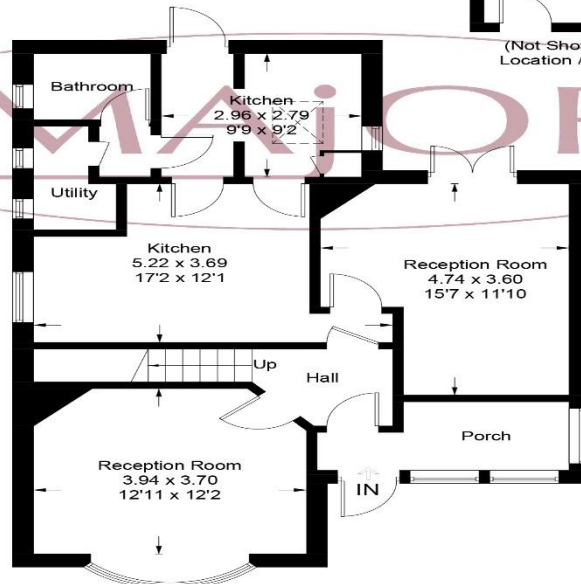 (Not Sho
Location /
Bathroom
Kitchen
2.96 x 2.79
9'9 x 9'2
Utility
Kitchen
5.22 x 3.69
17'2 x 12'1
Reception Room
4.74 x 3.60
15'7 x 11'10
Up
Hall
Porch
Reception Room
3.94 x 3.70
12'11 x 12'2
IN
MAjOR